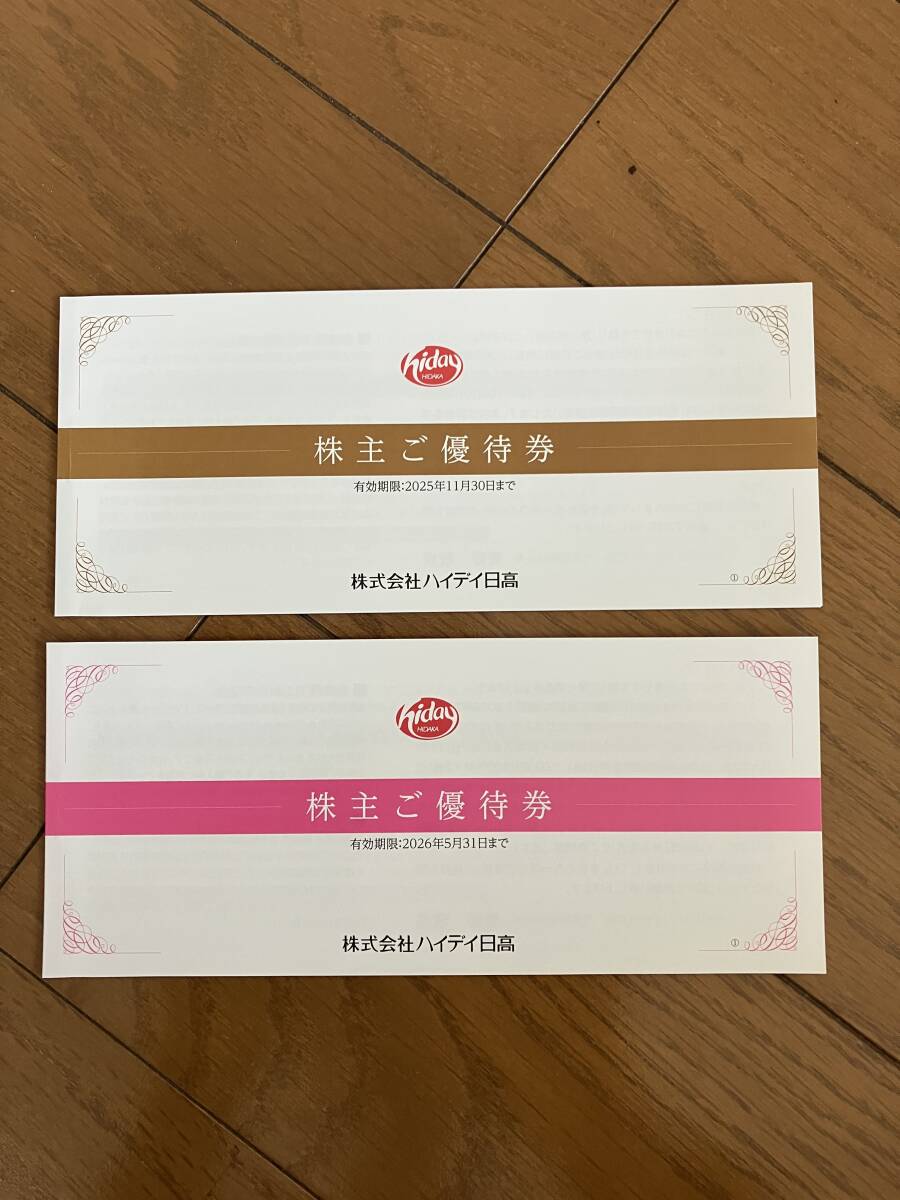 hiday
HIDAKA
株主ご優待券
有効期限:2025年11月30日まで
株式会社ハイデイ日高
①
hiday
HIDAKA
株主ご優待券
有効期限:2026年5月31日まで
株式会社ハイデイ日高
①